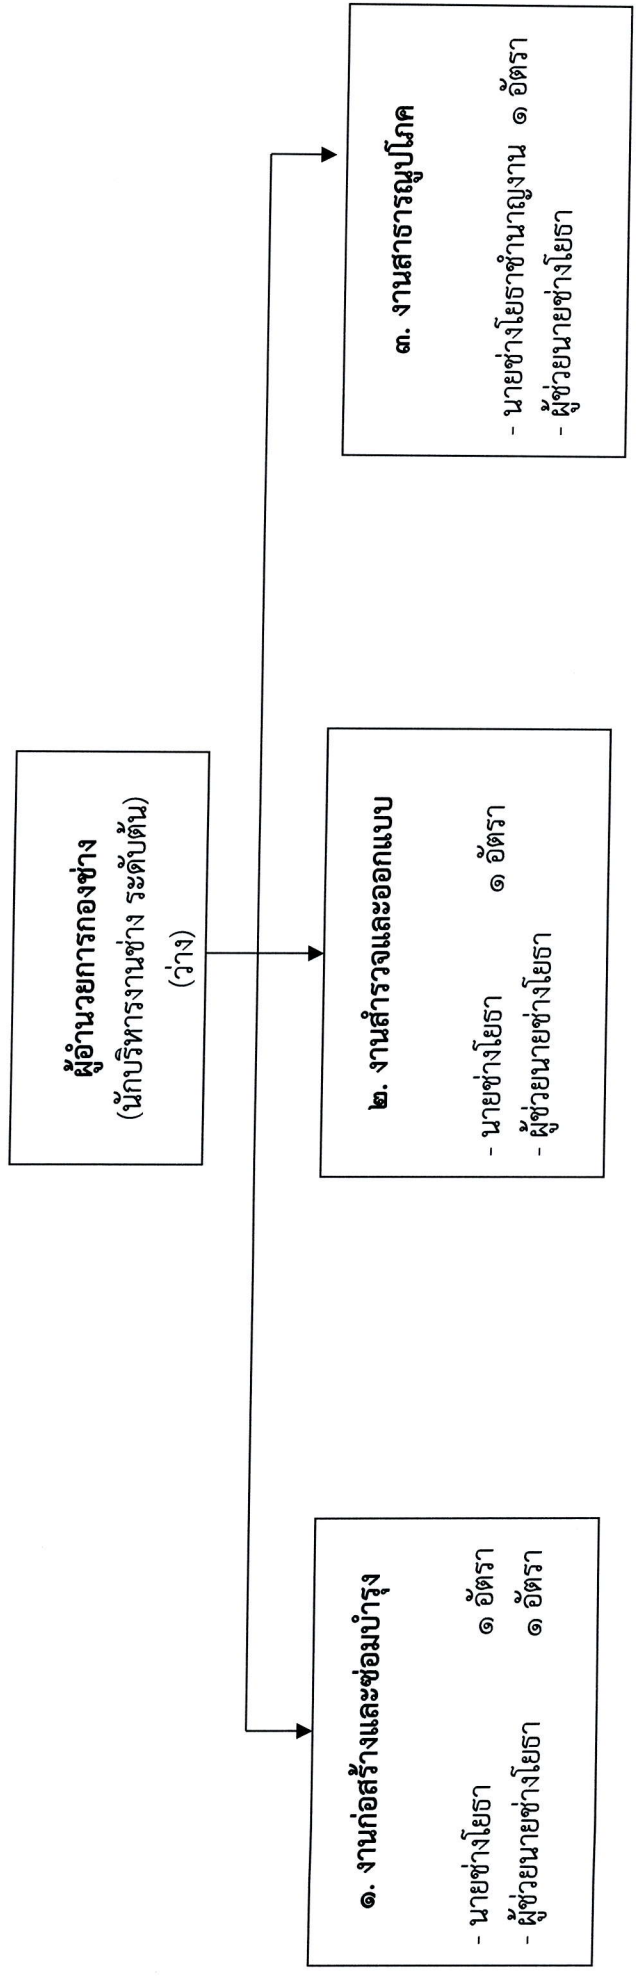 ผู้อำนวยการกองช่าง
(นักบริหารงานช่าง ระดับต้น)
(ว่าง)
๑. งานก่อสร้างและซ่อมบำรุง
- นายช่างโยธา ๑ อัตรา
- ผู้ช่วยนายช่างโยธา ๑ อัตรา
๒. งานสำรวจและออกแบบ
- นายช่างโยธา ๑ อัตรา
- ผู้ช่วยนายช่างโยธา
๓. งานสาธารณูปโภค
- นายช่างโยธาชำนาญงาน ๑ อัตรา
- ผู้ช่วยนายช่างโยธา